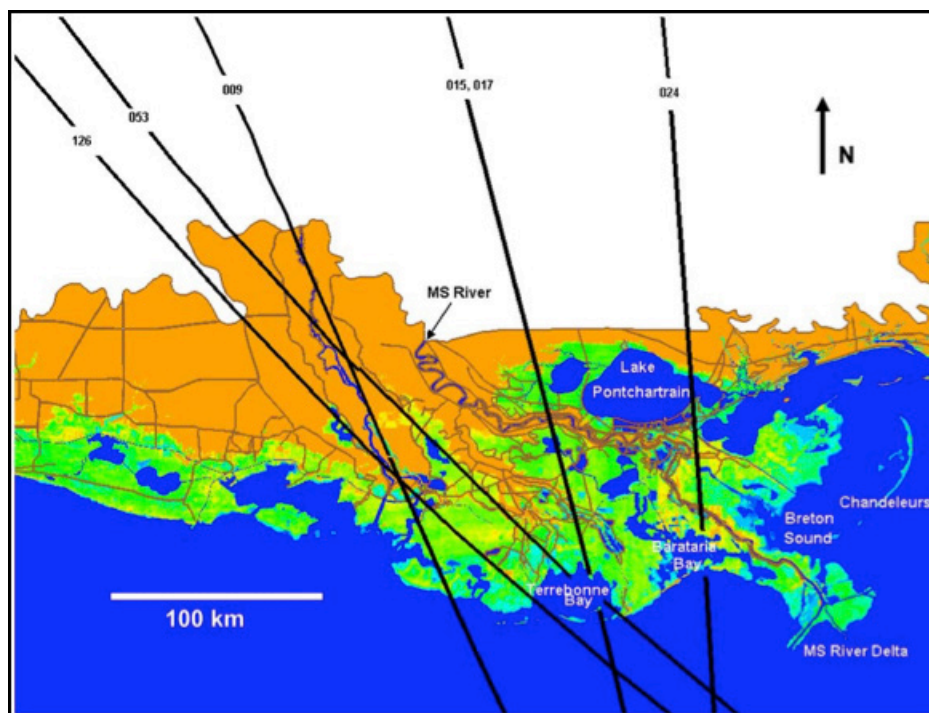 009
015, 017
024
053
126
N
MS River
Lake
Pontchartrain
Chandeleurs
Breton
Sound
Barataria
Bay
Terrebonne
Bay
100 km
MS River Delta